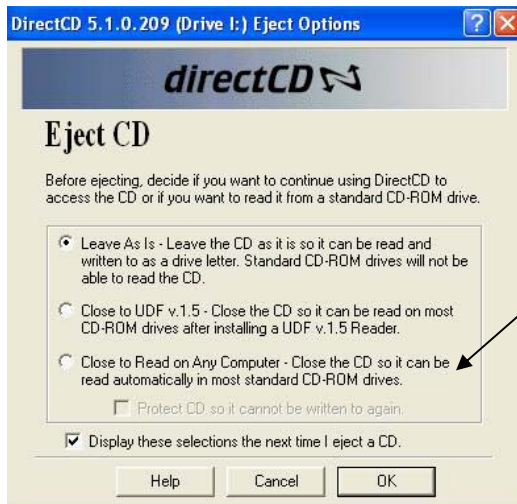 DirectCD 5.1.0.209 (Drive I:) Eject Options
directCD
Eject CD
Before ejecting, decide if you want to continue using DirectCD to
access the CD or if you want to read it from a standard CD-ROM drive.
Leave As Is - Leave the CD as it is so it can be read and
written to as a drive letter. Standard CD-ROM drives will not be
able to read the CD.
Close to UDF v.1.5 - Close the CD so it can be read on most
CD-ROM drives after installing a UDF v.1.5 Reader.
Close to Read on Any Computer - Close the CD so it can be
read automatically in most standard CD-ROM drives.
Protect CD so it cannot be written to again.
Display these selections the next time I eject a CD.
Help Cancel OK